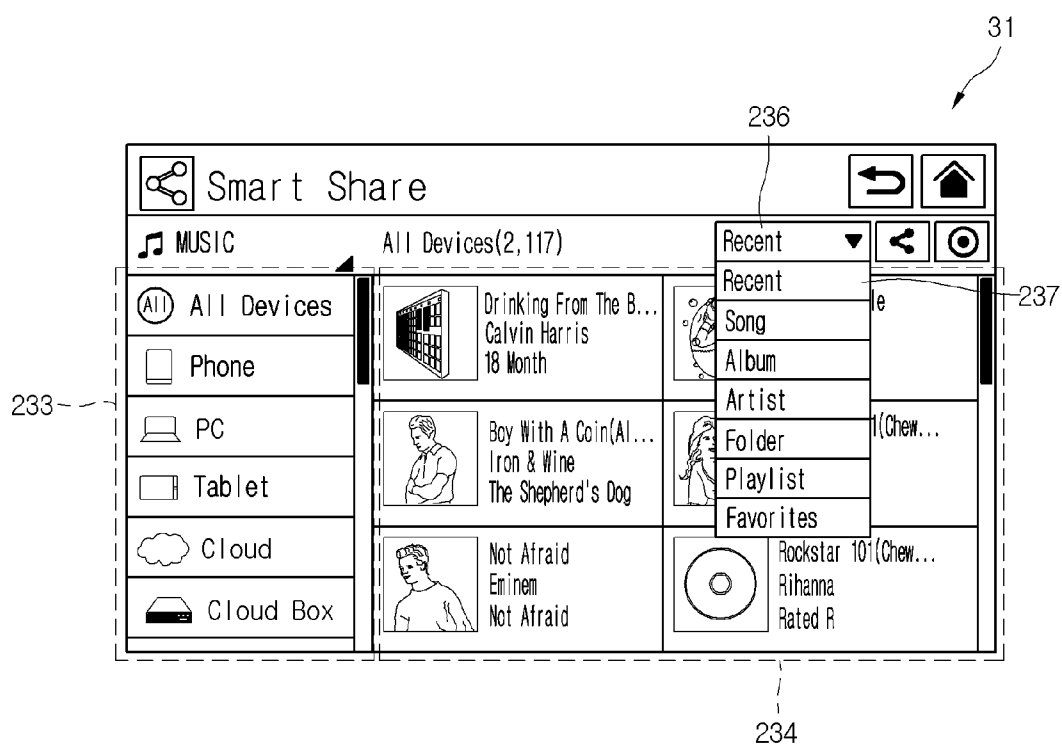 31
236
Smart Share
MUSIC
All Devices(2,117)
Recent
Recent
Song
Album
Artist
Folder
Playlist
Favorites
237
233
All
All Devices
Phone
PC
Tablet
Cloud
Cloud Box
Drinking From The B...
Calvin Harris
18 Month
Boy With A Coin(Al...
Iron & Wine
The Shepherd's Dog
(Chew...
Not Afraid
Eminem
Not Afraid
Rockstar 101(Chew...
Rihanna
Rated R
234